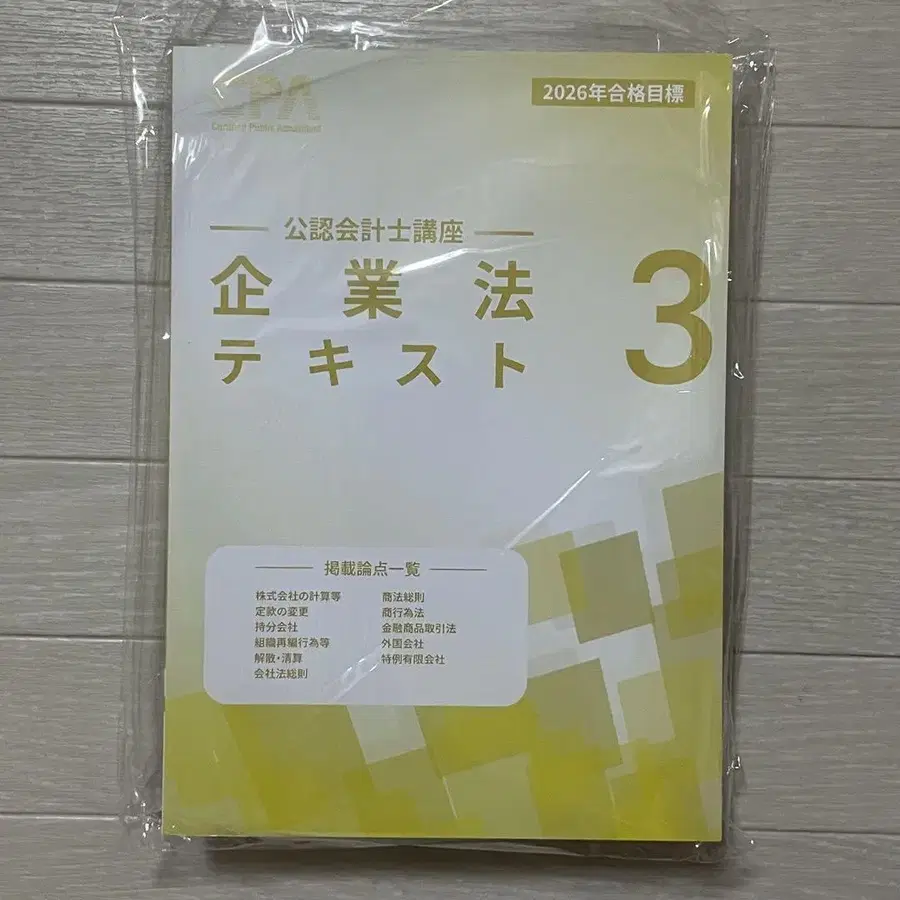 CPA
Certified Public Accountant
2026年合格目標
公認会計士講座
企業法
テキスト
3
掲載論点一覧
株式会社の計算等
定款の変更
持分会社
組織再編行為等
解散・清算
会社法総則
商法総則
商行為法
金融商品取引法
外国会社
特例有限会社